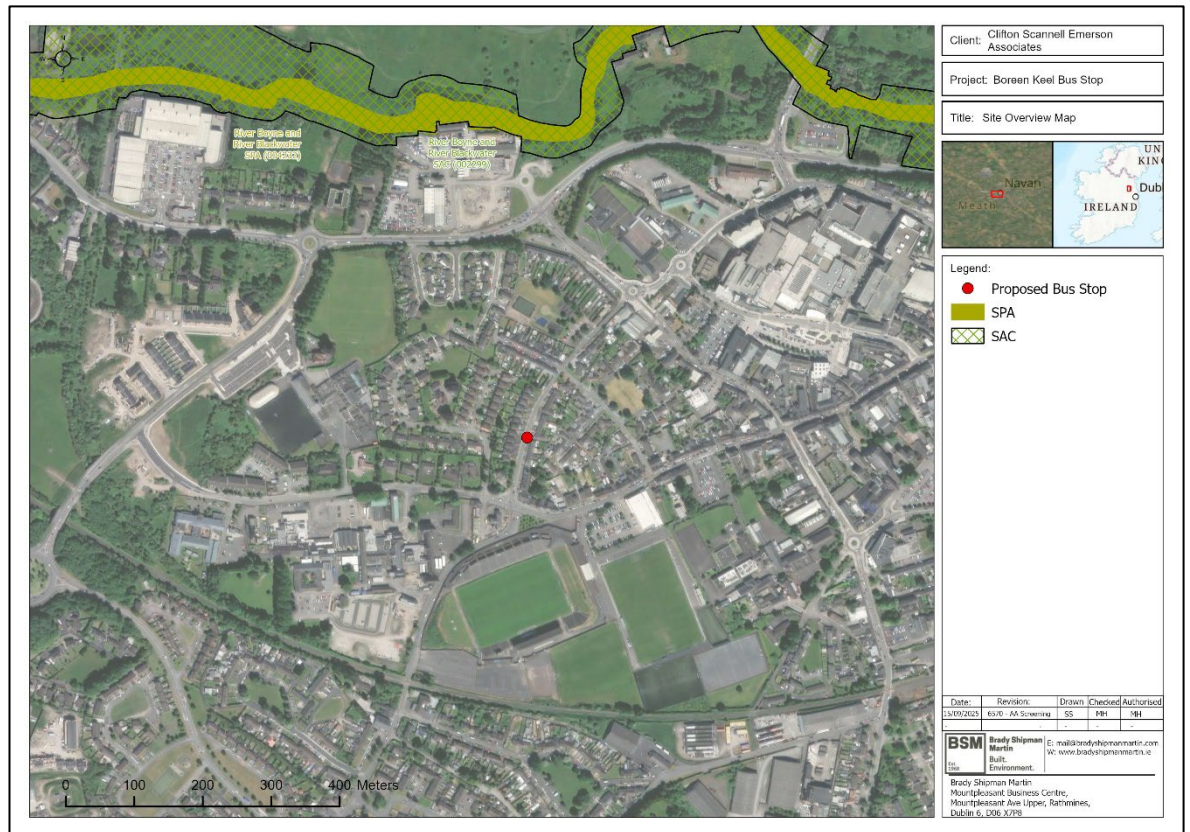 Client: Clifton Scannell Emerson
Associates
Project: Boreen Keel Bus Stop
Title: Site Overview Map
Navan
Meath
UN
KING
Dubl
IRELAND
Legend:
Proposed Bus Stop
SPA
SAC
River Boyne and
River Blackwater
SPA (004232)
River Boyne and
River Blackwater
SAC (002299)
0 100 200 300 400 Meters
Date: Revision: Drawn Checked Authorised
15/09/2025 6570 - AA Screening SS MH MH
- - - - -
BSM
Est.
1968
Brady Shipman
Martin
Built.
Environment.
E: mail@bradyshipmanmartin.com
W: www.bradyshipmanmartin.ie
Brady Shipman Martin
Mountpleasant Business Centre,
Mountpleasant Ave Upper, Rathmines,
Dublin 6, D06 X7P8